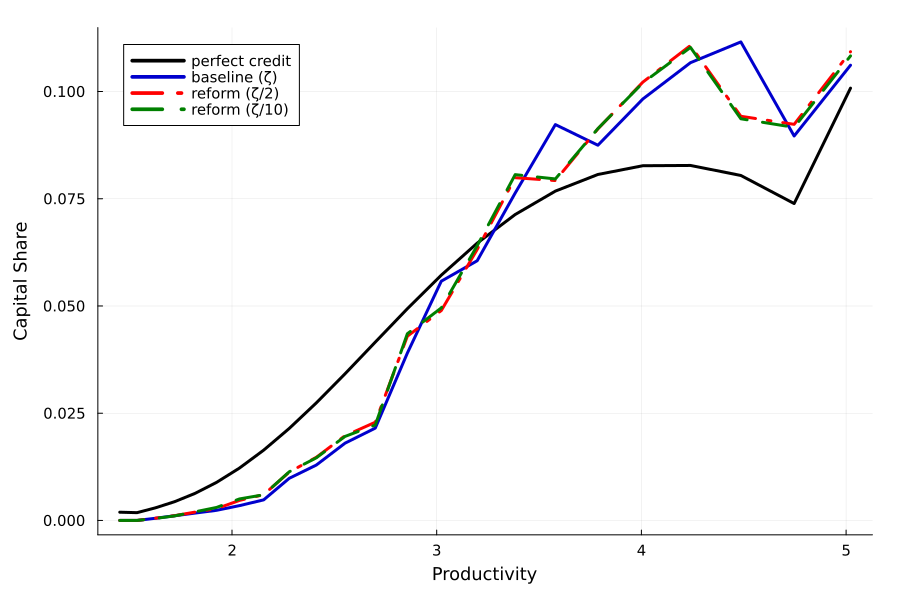 perfect credit
baseline (ζ)
reform (ζ/2)
reform (ζ/10)
0.100
0.075
0.050
0.025
0.000
Capital Share
2 3 4 5
Productivity